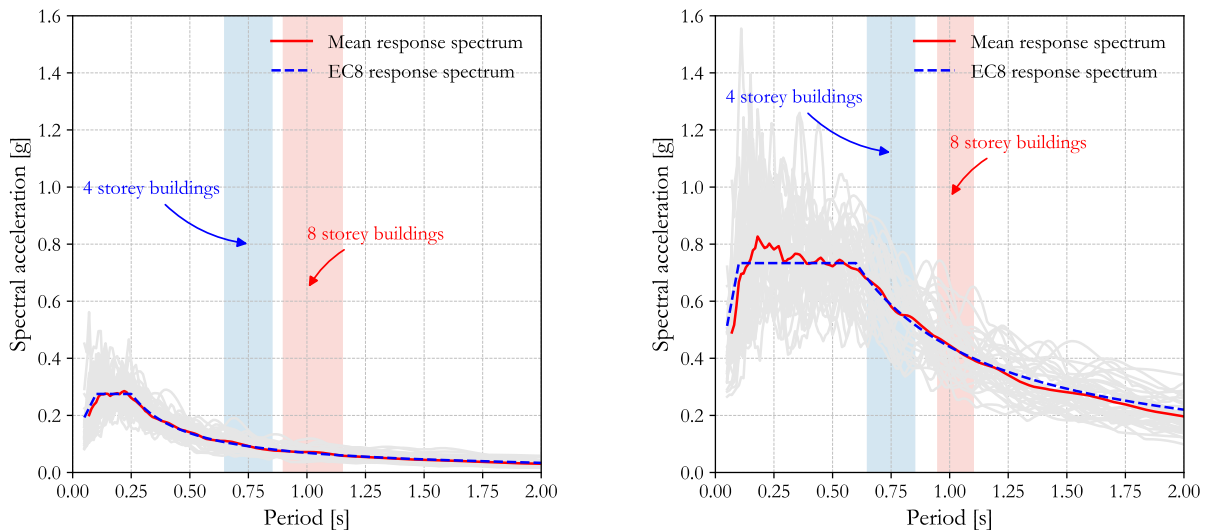 1.6
1.4
1.2
1.0
0.8
0.6
0.4
0.2
0.0
Spectral acceleration [g]
Mean response spectrum
EC8 response spectrum
4 storey buildings
8 storey buildings
0.00 0.25 0.50 0.75 1.00 1.25 1.50 1.75 2.00
Period [s]
1.6
1.4
1.2
1.0
0.8
0.6
0.4
0.2
0.0
Spectral acceleration [g]
Mean response spectrum
EC8 response spectrum
4 storey buildings
8 storey buildings
0.00 0.25 0.50 0.75 1.00 1.25 1.50 1.75 2.00
Period [s]